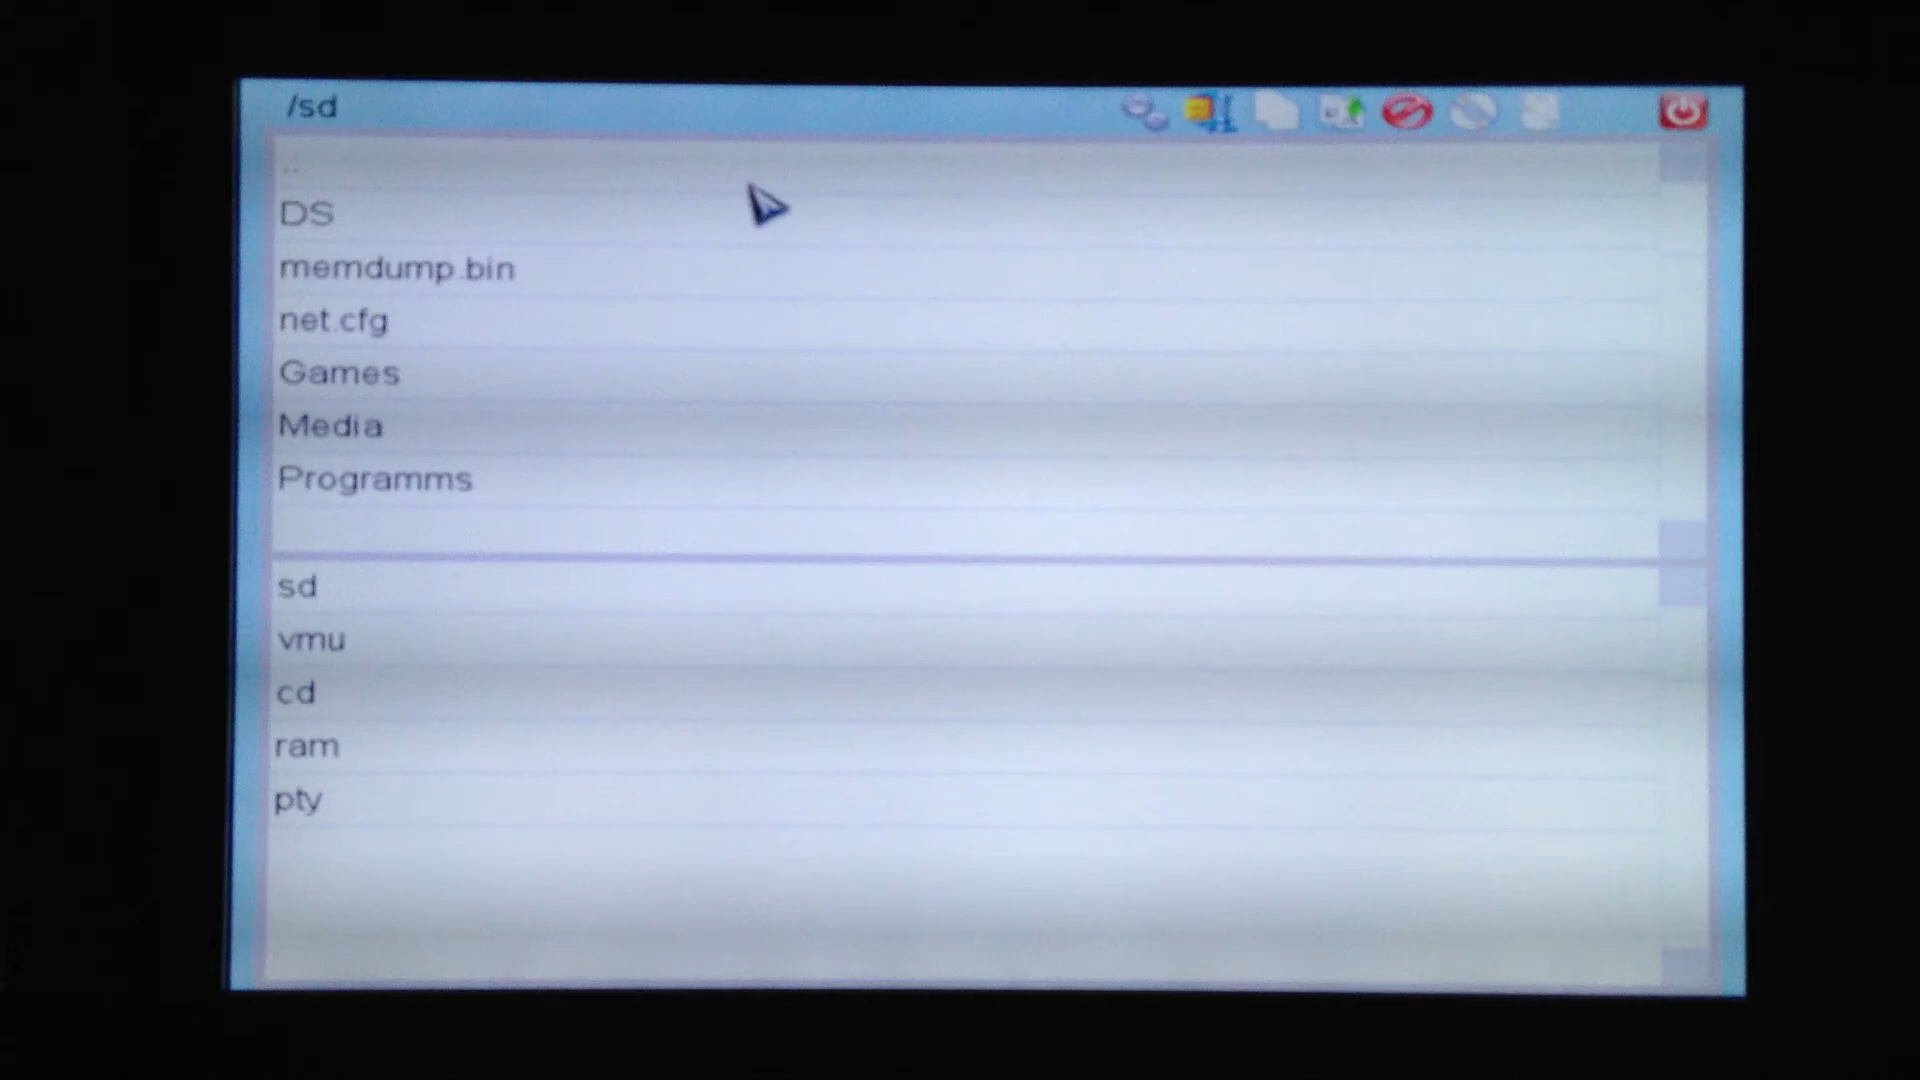 /sd
..
DS
memdump.bin
net.cfg
Games
Media
Programms
sd
vmu
cd
ram
pty